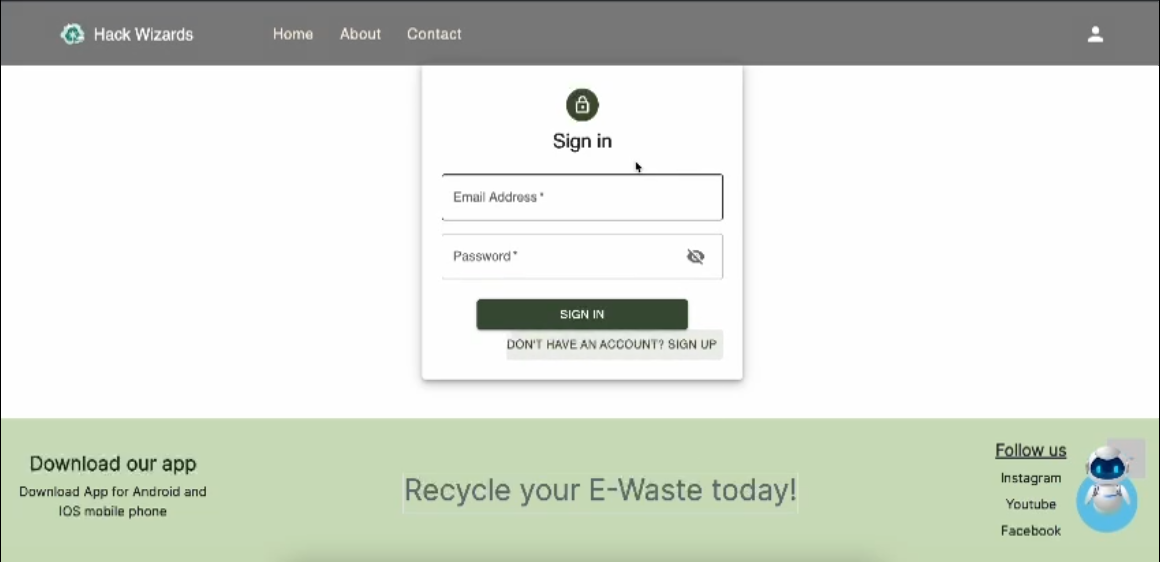 Hack Wizards
Home
About
Contact
Sign in
Email Address *
Password *
SIGN IN
DON'T HAVE AN ACCOUNT? SIGN UP
Download our app
Download App for Android and
IOS mobile phone
Recycle your E-Waste today!
Follow us
Instagram
Youtube
Facebook